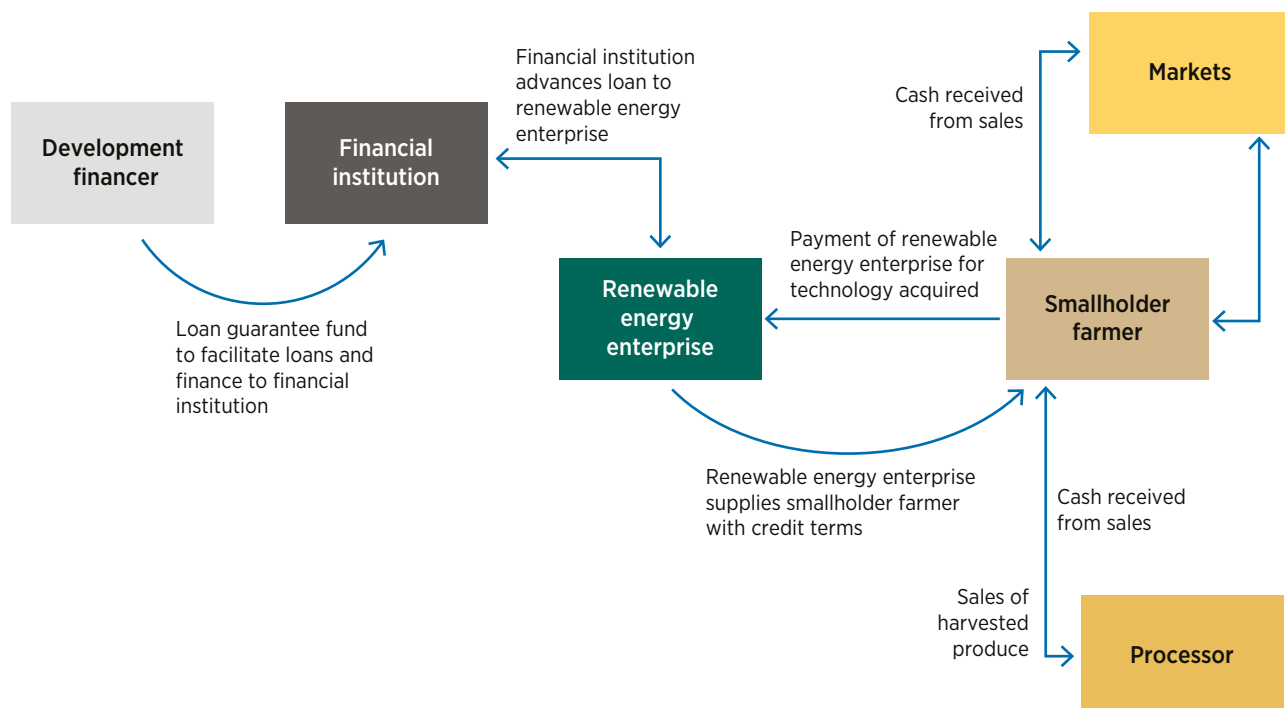 Development
financer
Financial
institution
Financial institution
advances loan to
renewable energy
enterprise
Markets
Cash received
from sales
Loan guarantee fund
to facilitate loans and
finance to financial
institution
Renewable
energy
enterprise
Payment of renewable
energy enterprise for
technology acquired
Smallholder
farmer
Renewable energy enterprise
supplies smallholder farmer
with credit terms
Cash received
from sales
Sales of
harvested
produce
Processor